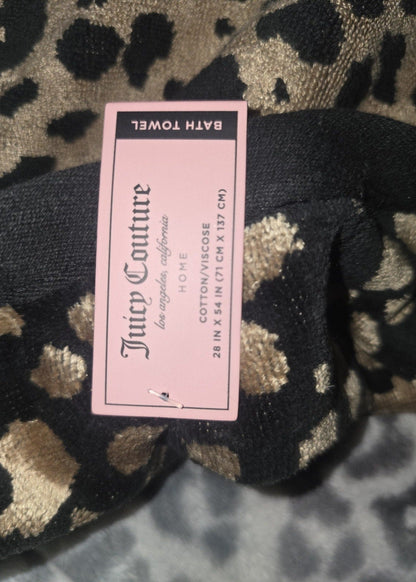 BATH TOWEL
Juicy Couture
los angeles, california
HOME
COTTON/VISCOSE
28 IN X 54 IN (71 CM X 137 CM)